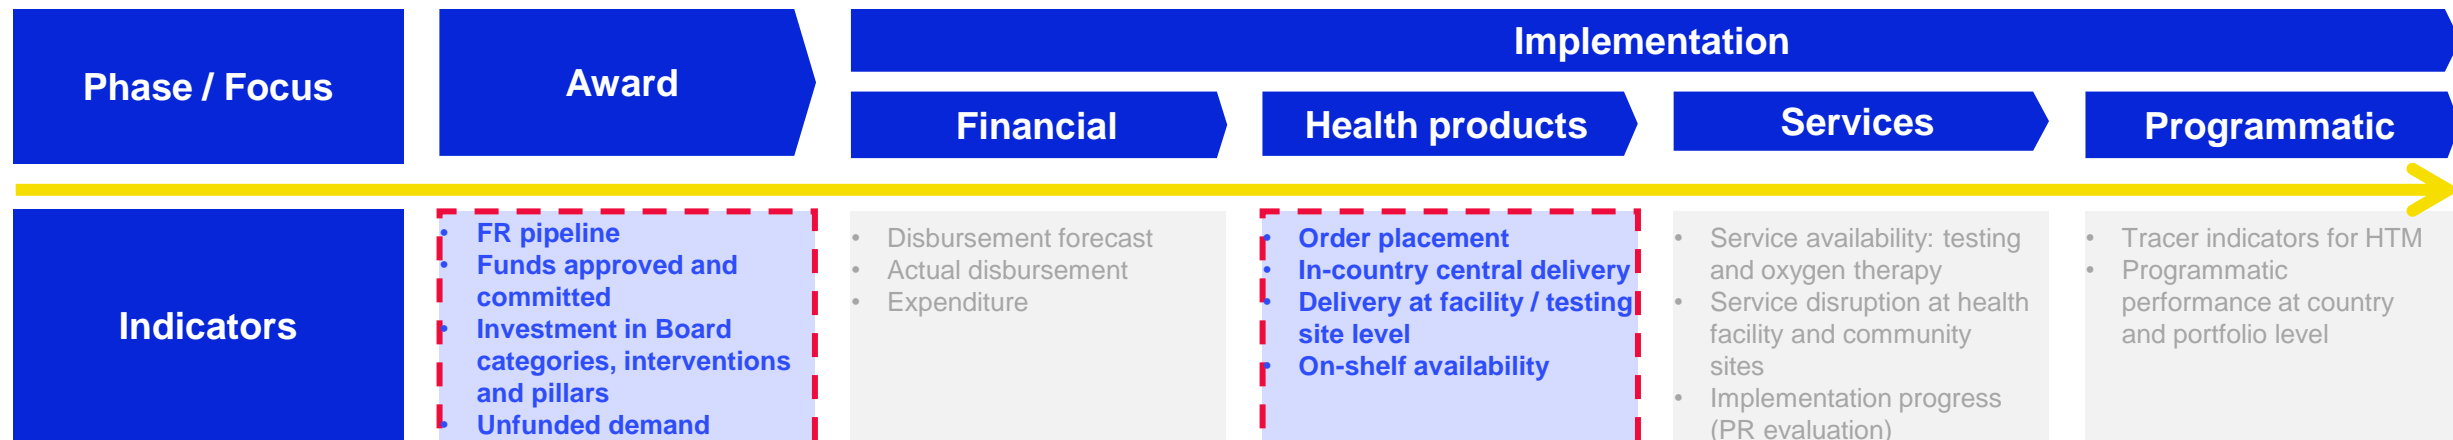 Phase / Focus
Award
Implementation
Financial
Health products
Services
Programmatic
Indicators
• FR pipeline
• Funds approved and
committed
• Investment in Board
categories, interventions
and pillars
• Unfunded demand
• Disbursement forecast
• Actual disbursement
• Expenditure
• Order placement
• In-country central delivery
• Delivery at facility / testing
site level
• On-shelf availability
• Service availability: testing
and oxygen therapy
• Service disruption at health
facility and community
sites
• Implementation progress
(PR evaluation)
• Tracer indicators for HTM
• Programmatic
performance at country
and portfolio level